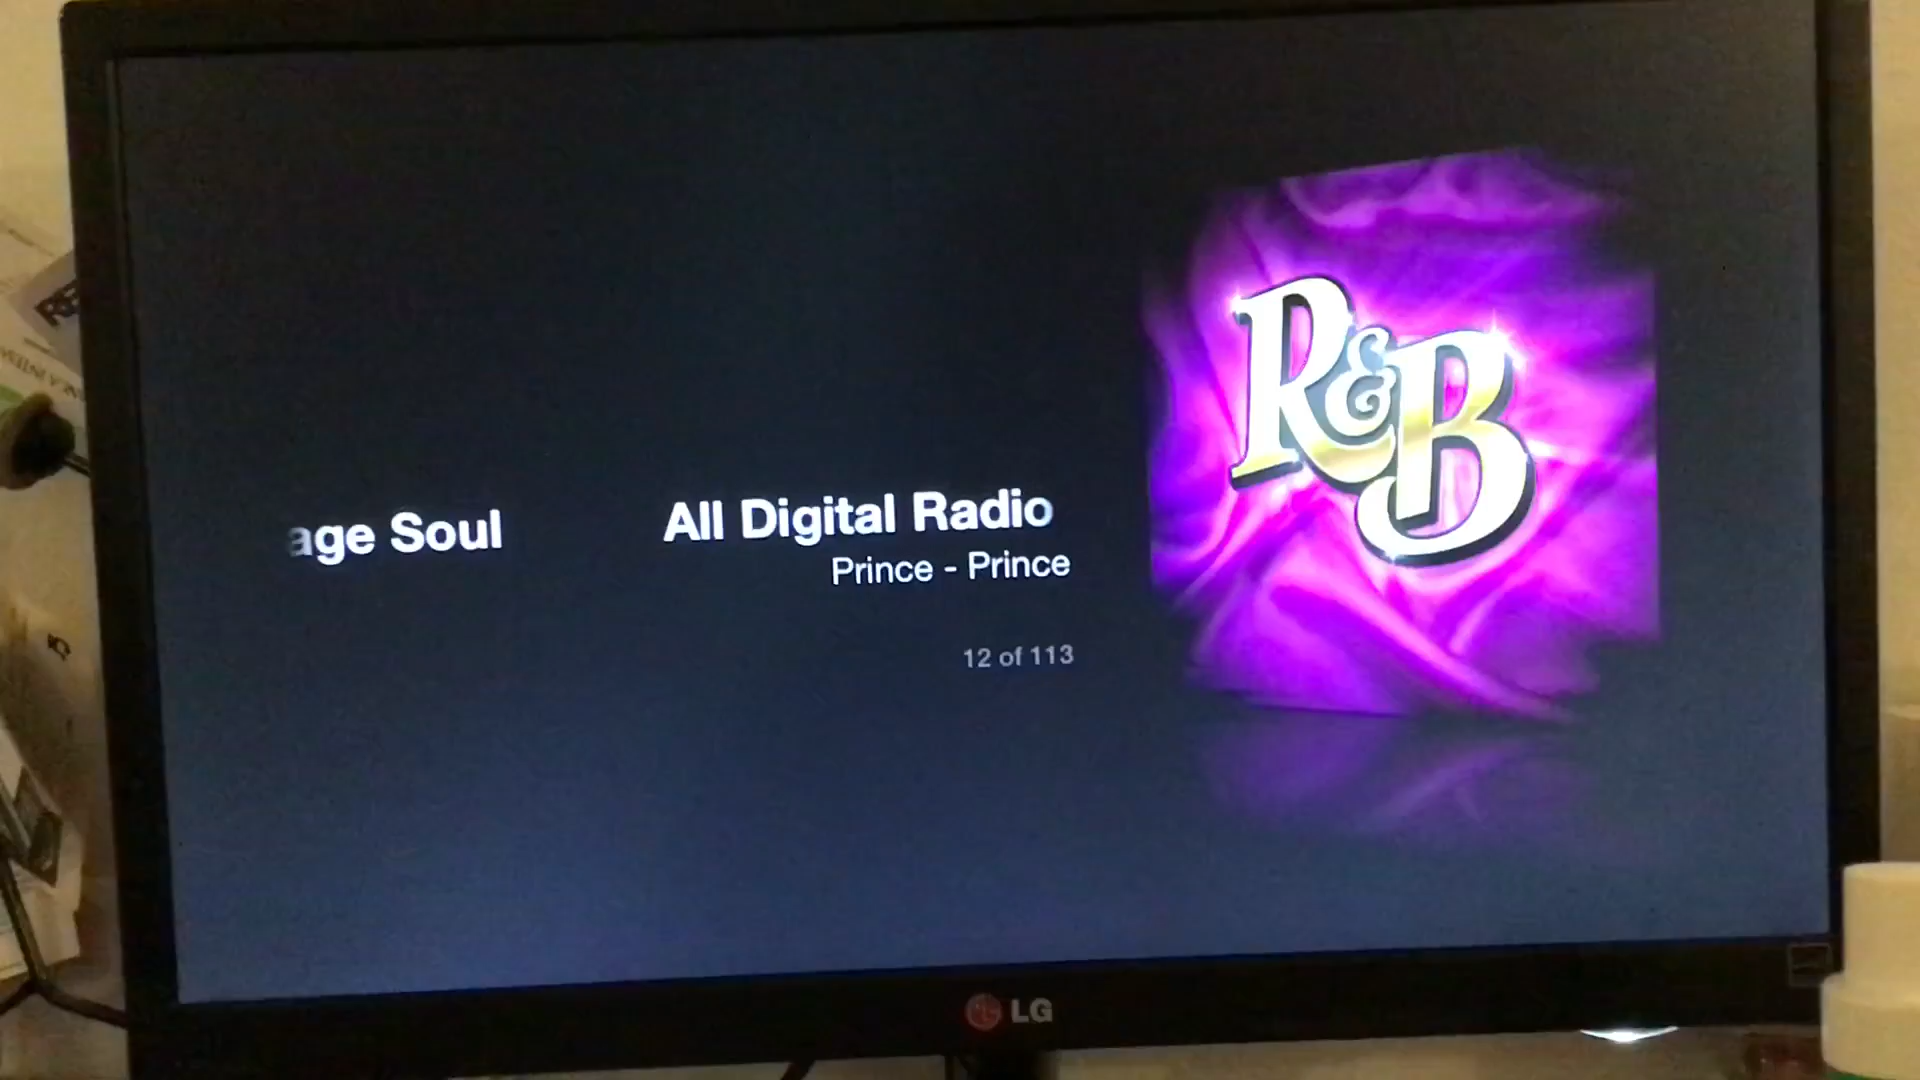 age Soul
All Digital Radio
Prince - Prince
12 of 113
R&B
LG